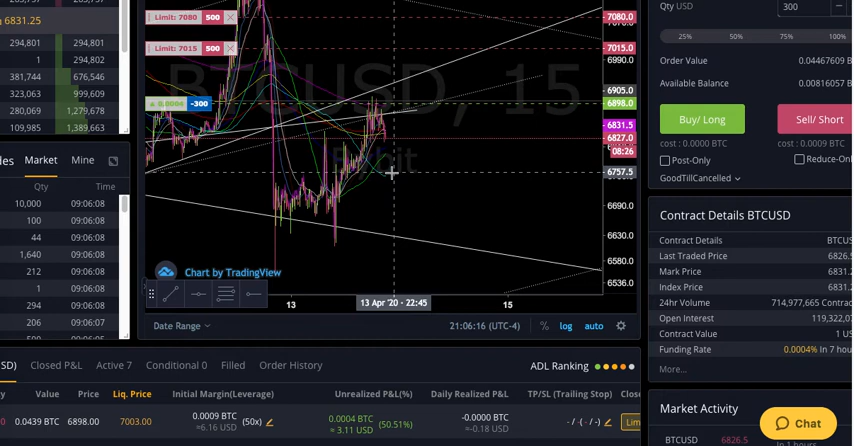 6831.25
294,801 294,801
1 294,802
381,744 676,546
323,063 999,609
280,069 1,279,678
109,985 1,389,663
Market Mine
Qty Time
10,000 09:06:08
100 09:06:08
44 09:06:08
1,640 09:06:08
212 09:06:08
1 09:06:08
294 09:06:08
206 09:06:07
Limit: 7080 500 X
Limit: 7015 500 X
0.0004 -300
BTCUSD, 15
Bybit
7080.0
7015.0
6990.0
6905.0
6898.0
6831.5
6827.0
08:26
6757.5
6690.0
6630.0
6580.0
6536.0
Chart by TradingView
13 13 Apr '20 - 22:45 15
Date Range 21:06:16 (UTC-4) % log auto
Qty USD 300
25% 50% 75% 100%
Order Value 0.04467609 B
Available Balance 0.00816057 B
Buy/ Long Sell/ Short
cost : 0.0000 BTC cost : 0.0009 BTC
Post-Only Reduce-Onl
GoodTillCancelled
Contract Details BTCUSD
Contract Details BTCUS
Last Traded Price 6826.5
Mark Price 6831.
Index Price 6831.
24hr Volume 714,977,665 Contrac
Open Interest 119,322,07
Contract Value 1 US
Funding Rate 0.0004% In 7 hou
More...
Market Activity
BTCUSD 6826.5
Chat
SD) Closed P&L Active 7 Conditional 0 Filled Order History ADL Ranking
Value Price Liq. Price Initial Margin(Leverage) Unrealized P&L(%) Daily Realized P&L TP/SL (Trailing Stop) Close
0.0439 BTC 6898.00 7003.00 0.0009 BTC (50x) 0.0004 BTC (50.51%) -0.0000 BTC - / - ( - / - ) Lim
≈6.16 USD ≈ 3.11 USD ≈-0.18 USD